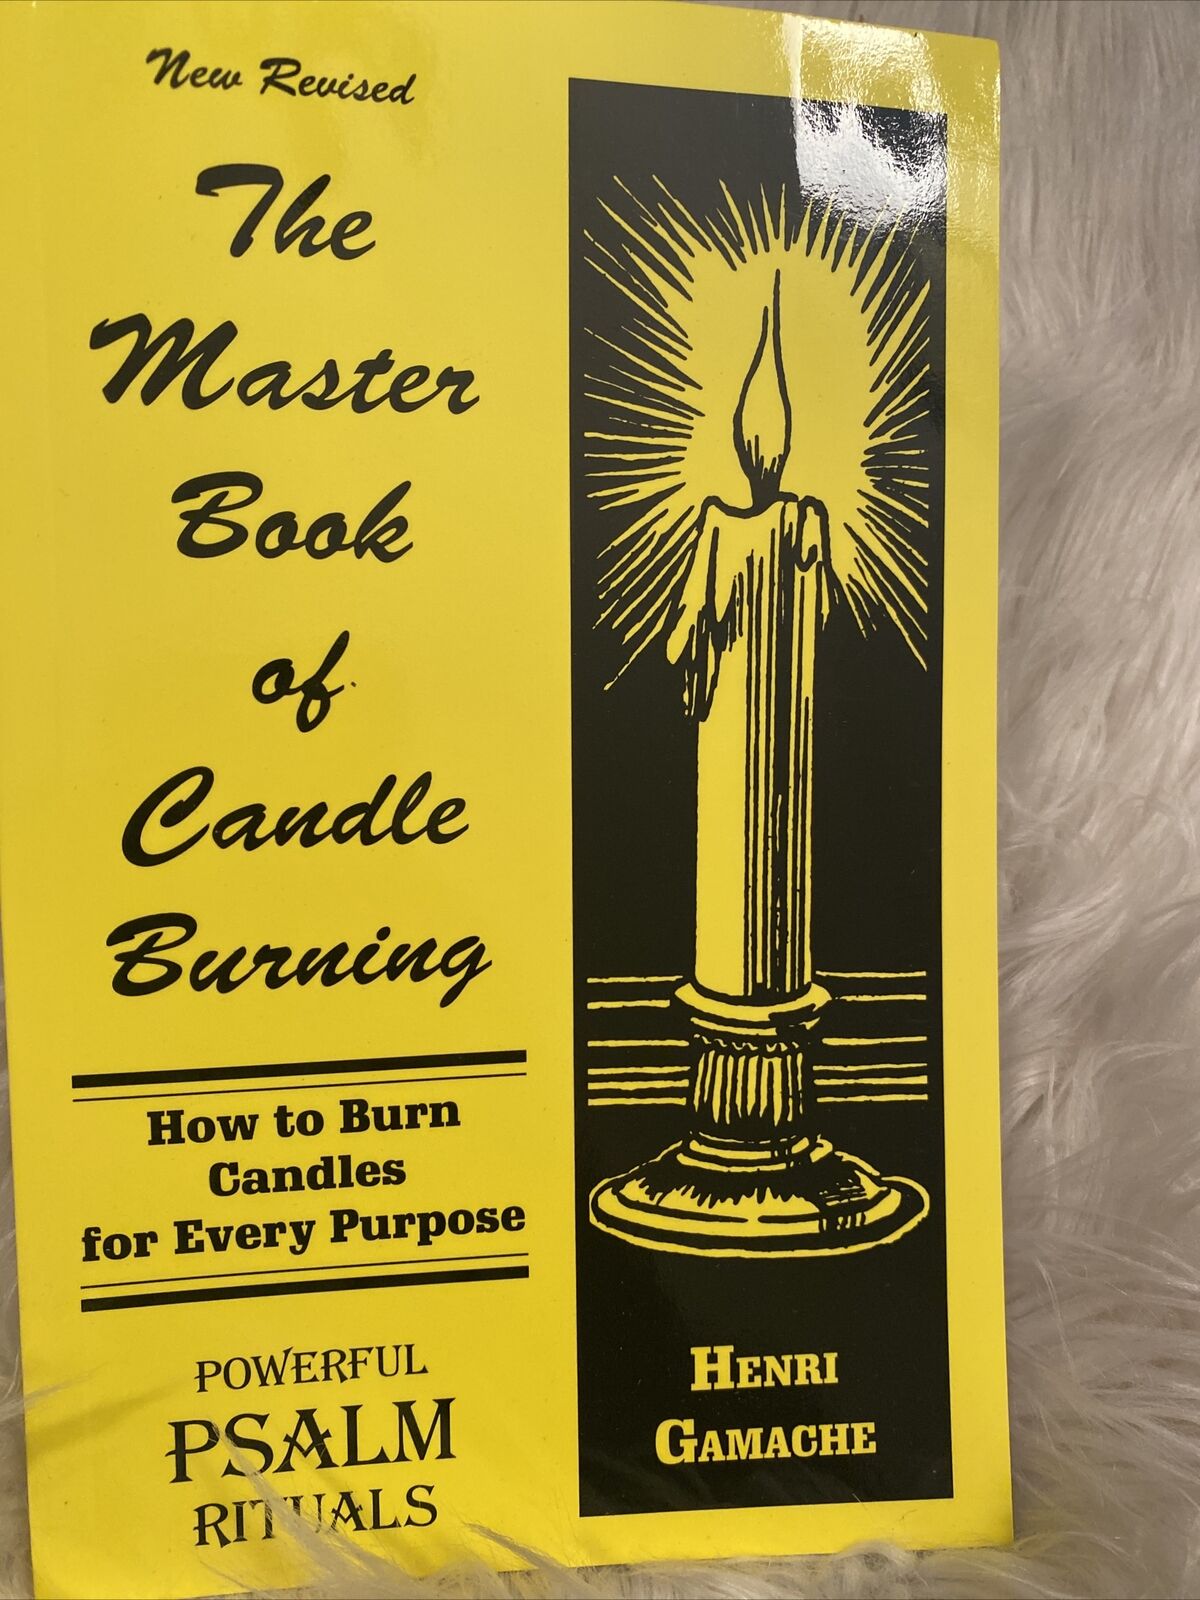 New Revised
The
Master
Book
of
Candle
Burning
How to Burn
Candles
for Every Purpose
POWERFUL
PSALM
RITUALS
HENRI
GAMACHE